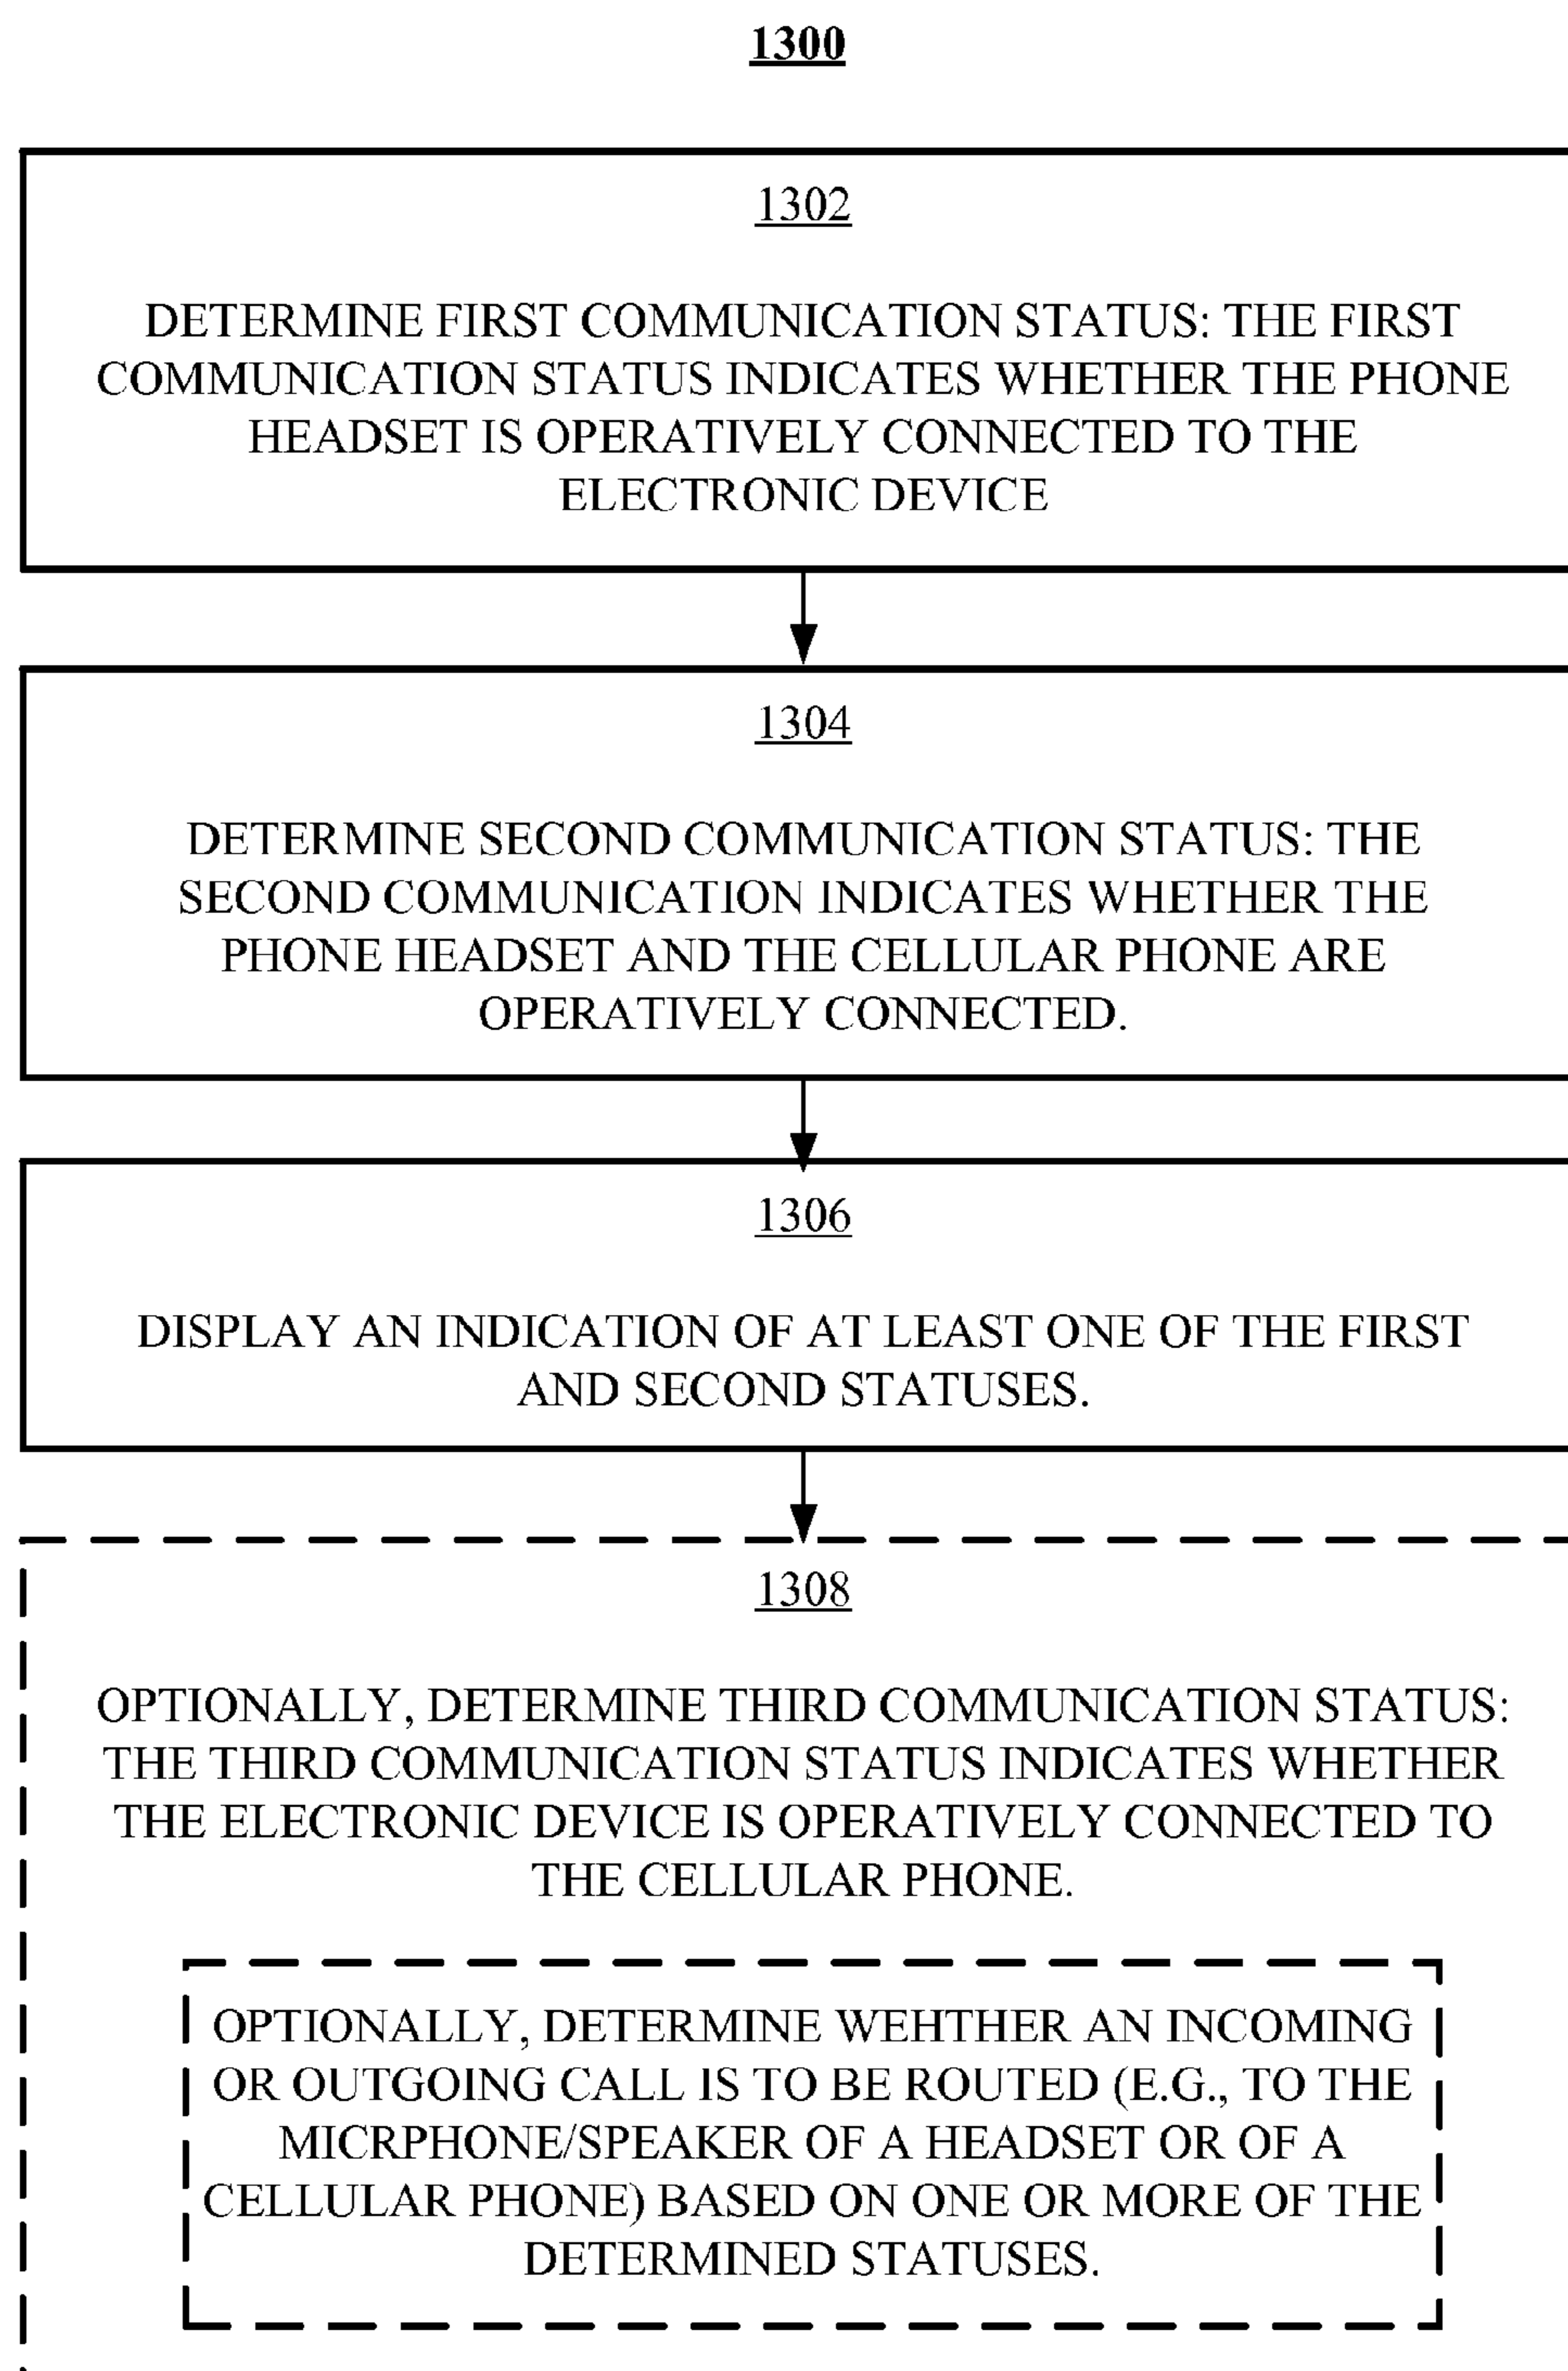 1300
1302
DETERMINE FIRST COMMUNICATION STATUS: THE FIRST
COMMUNICATION STATUS INDICATES WHETHER THE PHONE
HEADSET IS OPERATIVELY CONNECTED TO THE
ELECTRONIC DEVICE
1304
DETERMINE SECOND COMMUNICATION STATUS: THE
SECOND COMMUNICATION INDICATES WHETHER THE
PHONE HEADSET AND THE CELLULAR PHONE ARE
OPERATIVELY CONNECTED.
1306
DISPLAY AN INDICATION OF AT LEAST ONE OF THE FIRST
AND SECOND STATUSES.
1308
OPTIONALLY, DETERMINE THIRD COMMUNICATION STATUS:
THE THIRD COMMUNICATION STATUS INDICATES WHETHER
THE ELECTRONIC DEVICE IS OPERATIVELY CONNECTED TO
THE CELLULAR PHONE.
OPTIONALLY, DETERMINE WEHTHER AN INCOMING
OR OUTGOING CALL IS TO BE ROUTED (E.G., TO THE
MICRPHONE/SPEAKER OF A HEADSET OR OF A
CELLULAR PHONE) BASED ON ONE OR MORE OF THE
DETERMINED STATUSES.